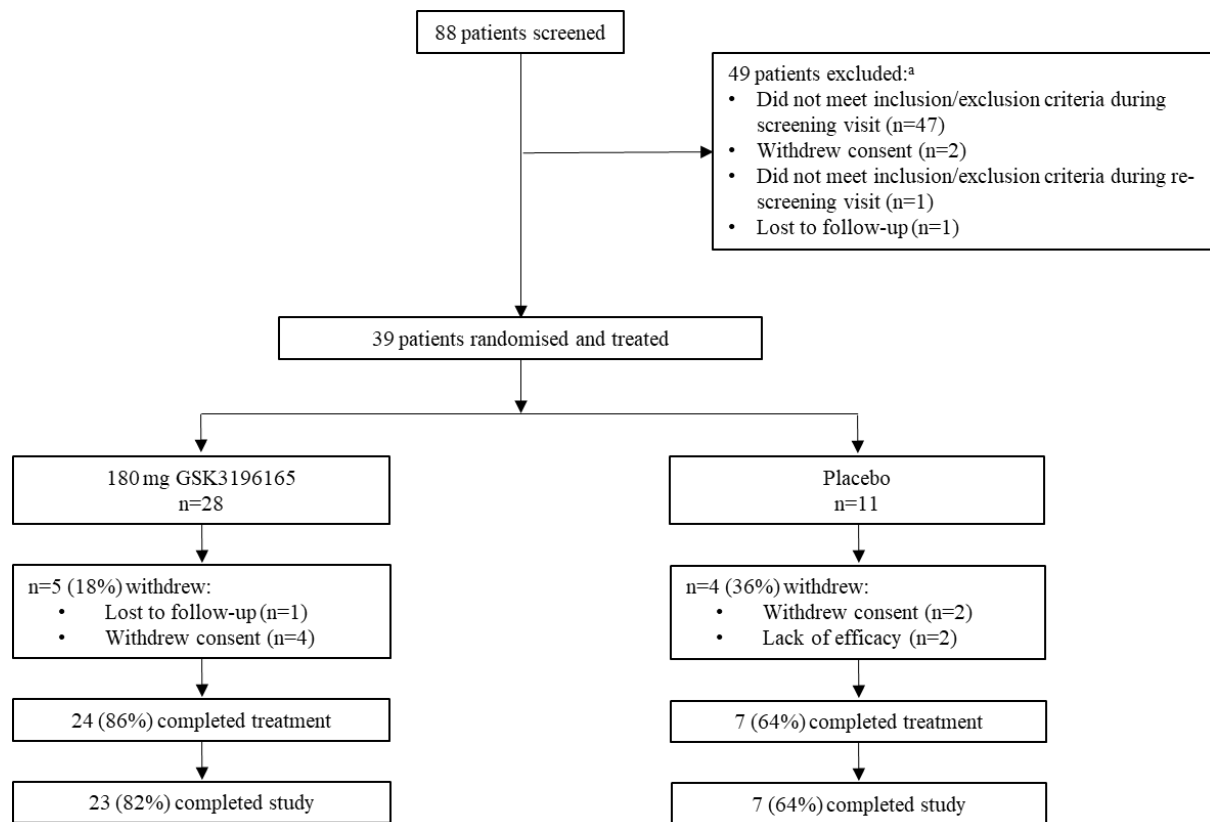 88 patients screened
49 patients excluded:ᵃ
• Did not meet inclusion/exclusion criteria during
screening visit (n=47)
• Withdrew consent (n=2)
• Did not meet inclusion/exclusion criteria during re-
screening visit (n=1)
• Lost to follow-up (n=1)
39 patients randomised and treated
180 mg GSK3196165
n=28
Placebo
n=11
n=5 (18%) withdrew:
• Lost to follow-up (n=1)
• Withdrew consent (n=4)
n=4 (36%) withdrew:
• Withdrew consent (n=2)
• Lack of efficacy (n=2)
24 (86%) completed treatment
7 (64%) completed treatment
23 (82%) completed study
7 (64%) completed study